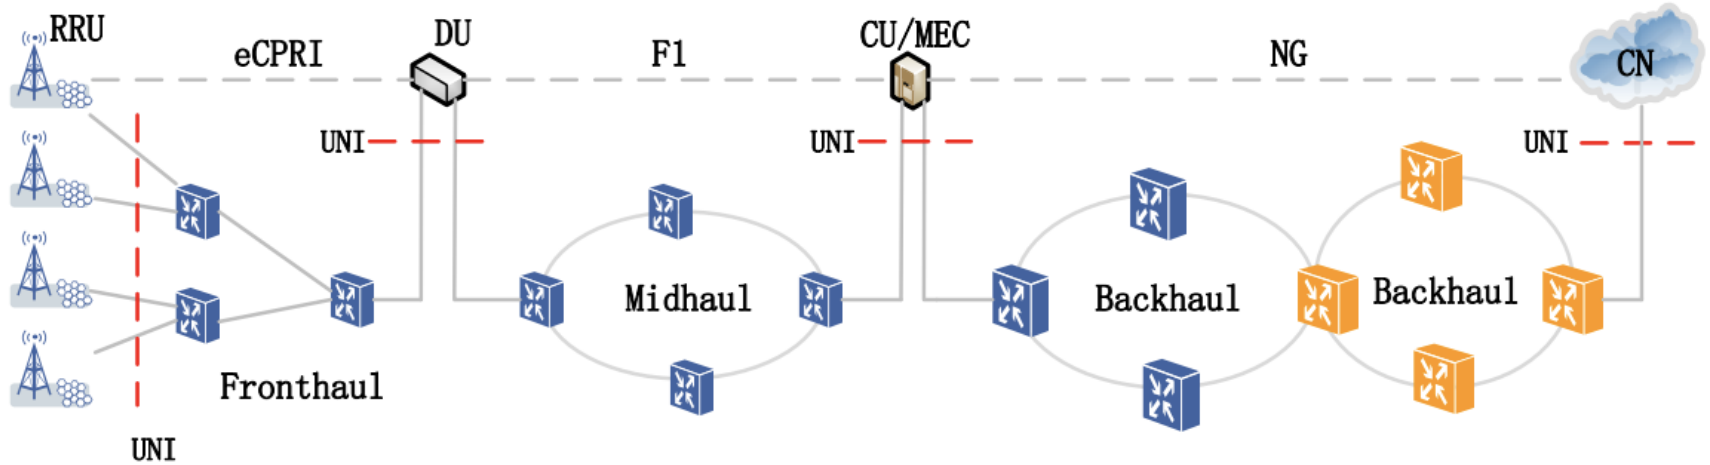 RRU
eCPRI
DU
F1
CU/MEC
NG
CN
UNI
UNI
UNI
Midhaul
Backhaul
Backhaul
Fronthaul
UNI